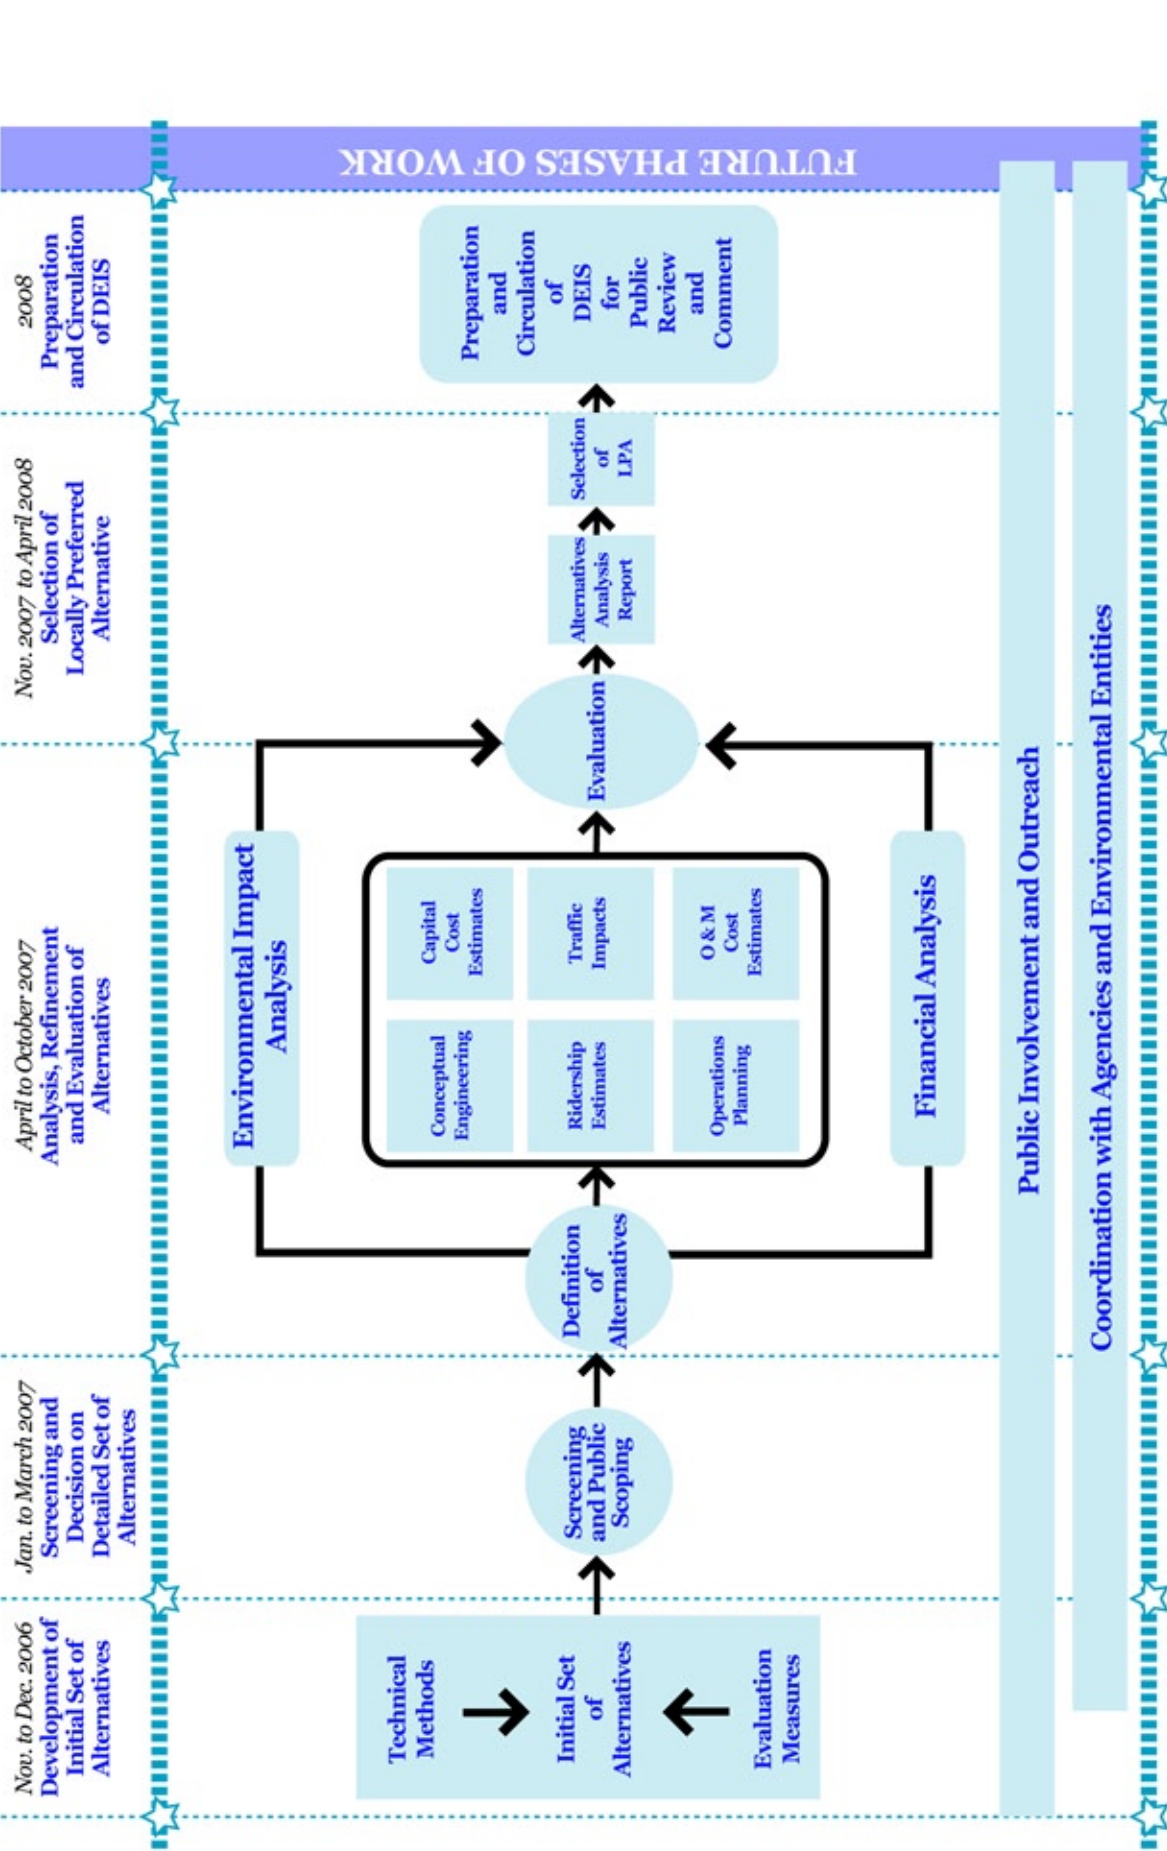 Nov. to Dec. 2006
Development of
Initial Set of
Alternatives
Jan. to March 2007
Screening and
Decision on
Detailed Set of
Alternatives
April to October 2007
Analysis, Refinement
and Evaluation of
Alternatives
Nov. 2007 to April 2008
Selection of
Locally Preferred
Alternative
2008
Preparation
and Circulation
of DEIS
Technical
Methods
Initial Set
of
Alternatives
Evaluation
Measures
Screening
and Public
Scoping
Definition
of
Alternatives
Environmental Impact
Analysis
Conceptual
Engineering
Capital
Cost
Estimates
Ridership
Estimates
Traffic
Impacts
Operations
Planning
O & M
Cost
Estimates
Financial Analysis
Evaluation
Alternatives
Analysis
Report
Selection
of
LPA
Preparation
and
Circulation
of
DEIS
for
Public
Review
and
Comment
FUTURE PHASES OF WORK
Public Involvement and Outreach
Coordination with Agencies and Environmental Entities